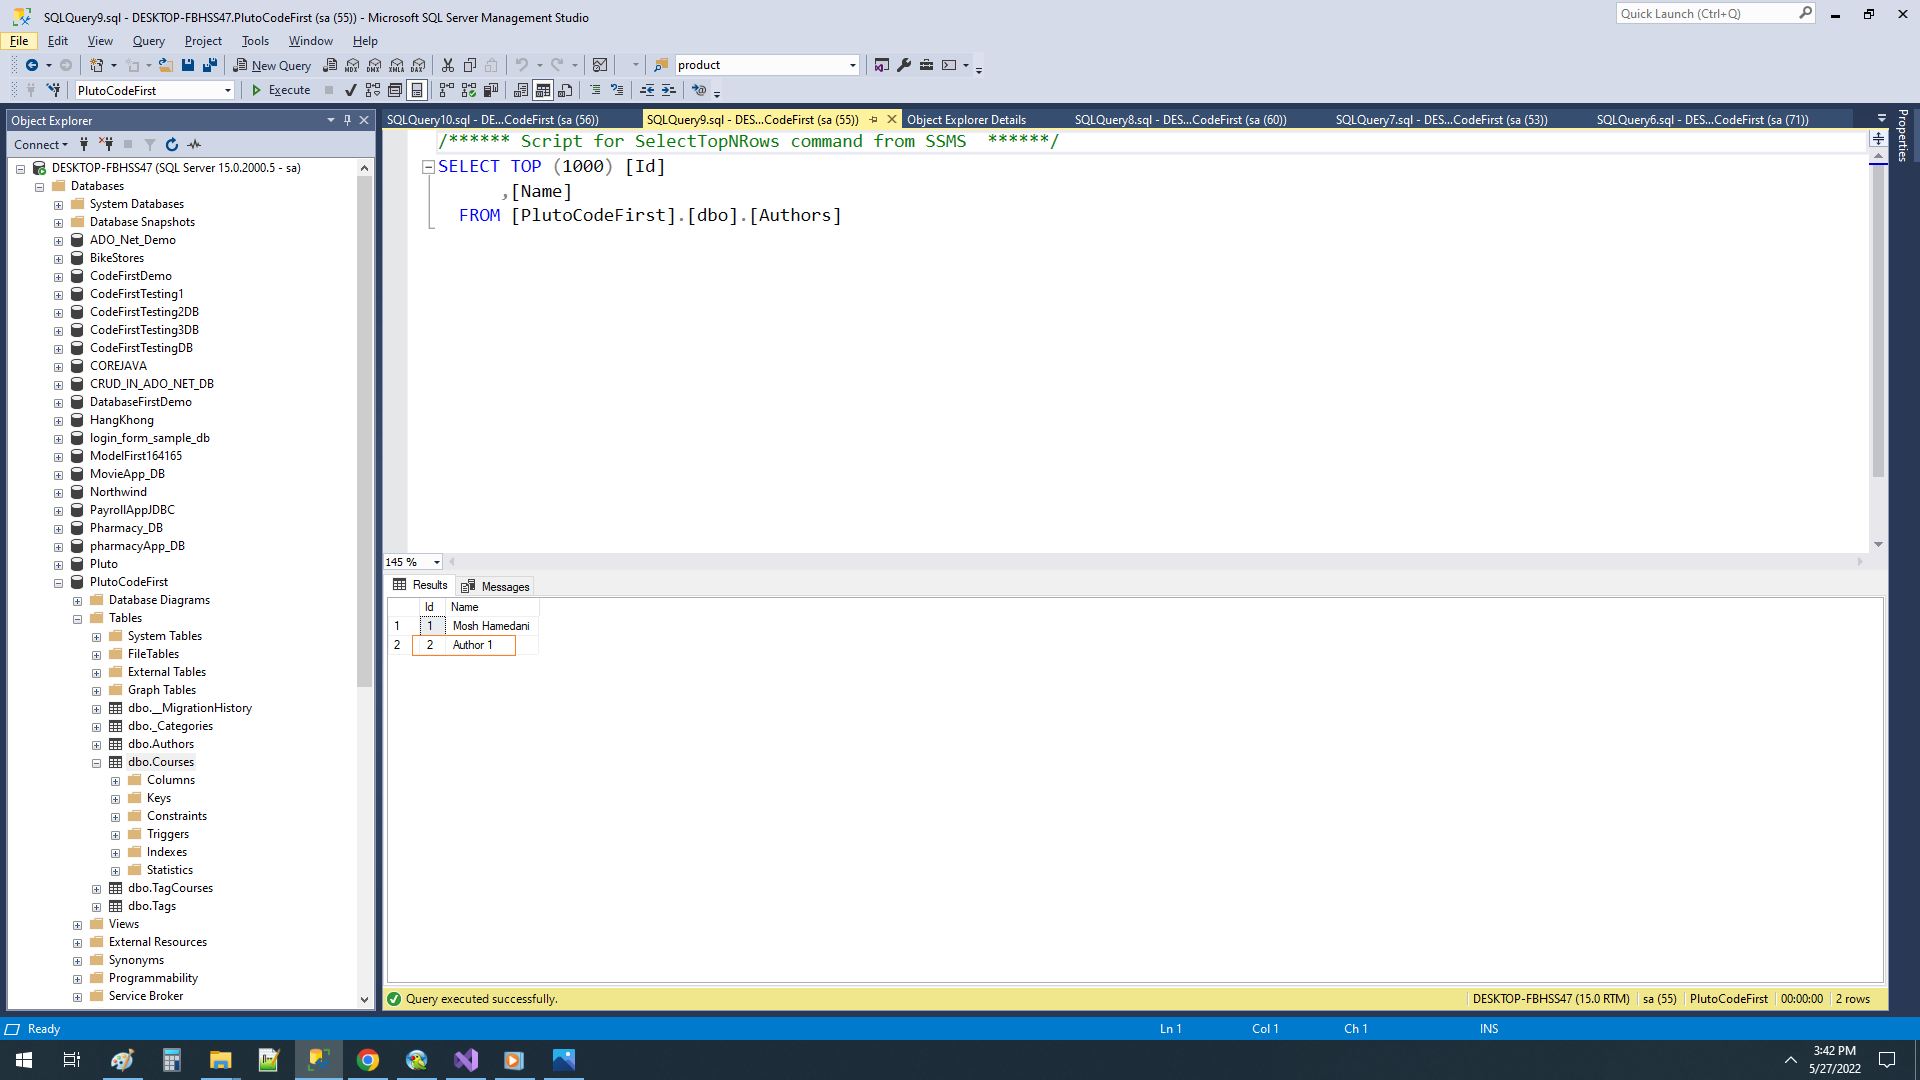 SQLQuery9.sql - DESKTOP-FBHSS47.PlutoCodeFirst (sa (55)) - Microsoft SQL Server Management Studio
Quick Launch (Ctrl+Q)
File Edit View Query Project Tools Window Help
New Query
MDX DMX XMLA DAX
product
PlutoCodeFirst
Execute
Object Explorer
Connect
DESKTOP-FBHSS47 (SQL Server 15.0.2000.5 - sa)
Databases
System Databases
Database Snapshots
ADO_Net_Demo
BikeStores
CodeFirstDemo
CodeFirstTesting1
CodeFirstTesting2DB
CodeFirstTesting3DB
CodeFirstTestingDB
COREJAVA
CRUD_IN_ADO_NET_DB
DatabaseFirstDemo
HangKhong
login_form_sample_db
ModelFirst164165
MovieApp_DB
Northwind
PayrollAppJDBC
Pharmacy_DB
pharmacyApp_DB
Pluto
PlutoCodeFirst
Database Diagrams
Tables
System Tables
FileTables
External Tables
Graph Tables
dbo.__MigrationHistory
dbo._Categories
dbo.Authors
dbo.Courses
Columns
Keys
Constraints
Triggers
Indexes
Statistics
dbo.TagCourses
dbo.Tags
Views
External Resources
Synonyms
Programmability
Service Broker
SQLQuery10.sql - DE...CodeFirst (sa (56))
SQLQuery9.sql - DES...CodeFirst (sa (55))
Object Explorer Details
SQLQuery8.sql - DES...CodeFirst (sa (60))
SQLQuery7.sql - DES...CodeFirst (sa (53))
SQLQuery6.sql - DES...CodeFirst (sa (71))
Properties
/****** Script for SelectTopNRows command from SSMS  ******/
SELECT TOP (1000) [Id]
,[Name]
FROM [PlutoCodeFirst].[dbo].[Authors]
145 %
Results Messages
Id Name
1 1 Mosh Hamedani
2 2 Author 1
Query executed successfully.
DESKTOP-FBHSS47 (15.0 RTM) sa (55) PlutoCodeFirst 00:00:00 2 rows
Ready
Ln 1 Col 1 Ch 1 INS
3:42 PM
5/27/2022